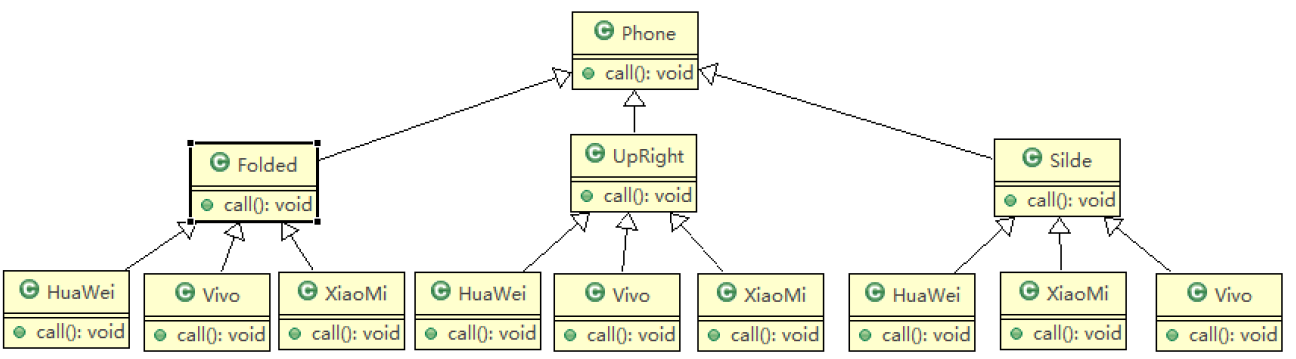 Phone
call(): void
Folded
call(): void
UpRight
call(): void
Silde
call(): void
HuaWei
call(): void
Vivo
call(): void
XiaoMi
call(): void
HuaWei
call(): void
Vivo
call(): void
XiaoMi
call(): void
HuaWei
call(): void
XiaoMi
call(): void
Vivo
call(): void